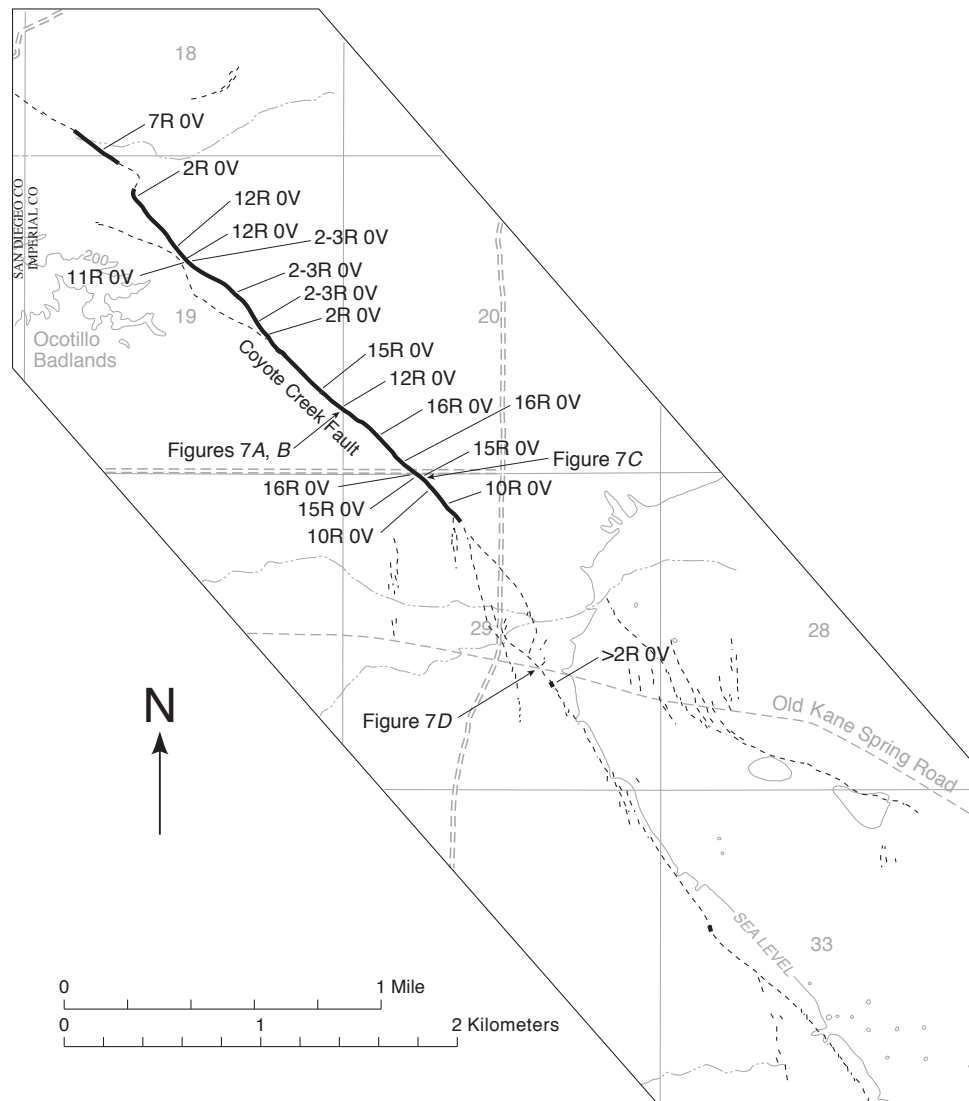 18
7R 0V
2R 0V
SAN DIEGEO CO
IMPERIAL CO
12R 0V
12R 0V
2-3R 0V
200
11R 0V
2-3R 0V
2-3R 0V
19
20
2R 0V
Ocotillo
Badlands
15R 0V
Coyote Creek Fault
12R 0V
16R 0V
16R 0V
Figures 7A, B
15R 0V
Figure 7C
16R 0V
10R 0V
15R 0V
10R 0V
29
28
>2R 0V
N
Figure 7D
Old Kane Spring Road
SEA LEVEL
33
0 1 Mile
0 1 2 Kilometers